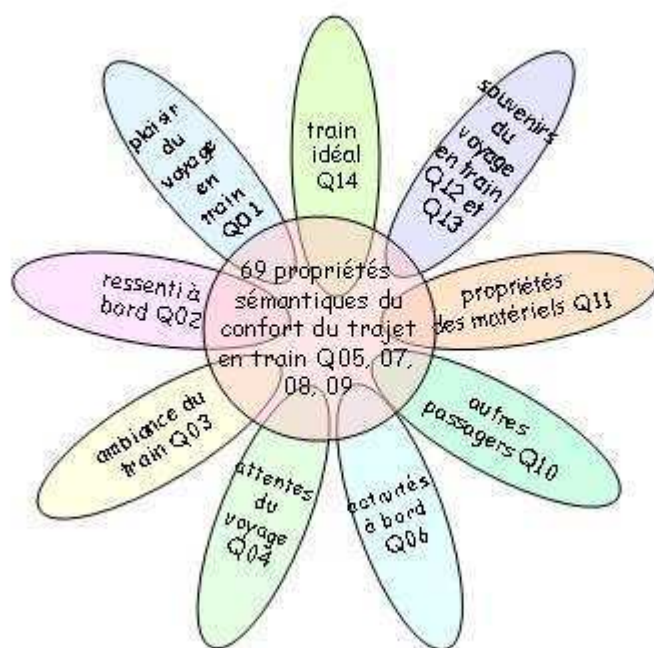 train
idéal
Q14
souvenirs
du
voyage
en train
Q12 et
Q13
propriétés
des matériels Q11
autres
passagers Q10
activités
à bord
Q06
attentes
du
voyage
Q04
ambiance du
train Q03
ressenti à
bord Q02
plaisir
du
voyage
en
train
Q01
69 propriétés
sémantiques du
confort du trajet
en train Q05, 07,
08, 09